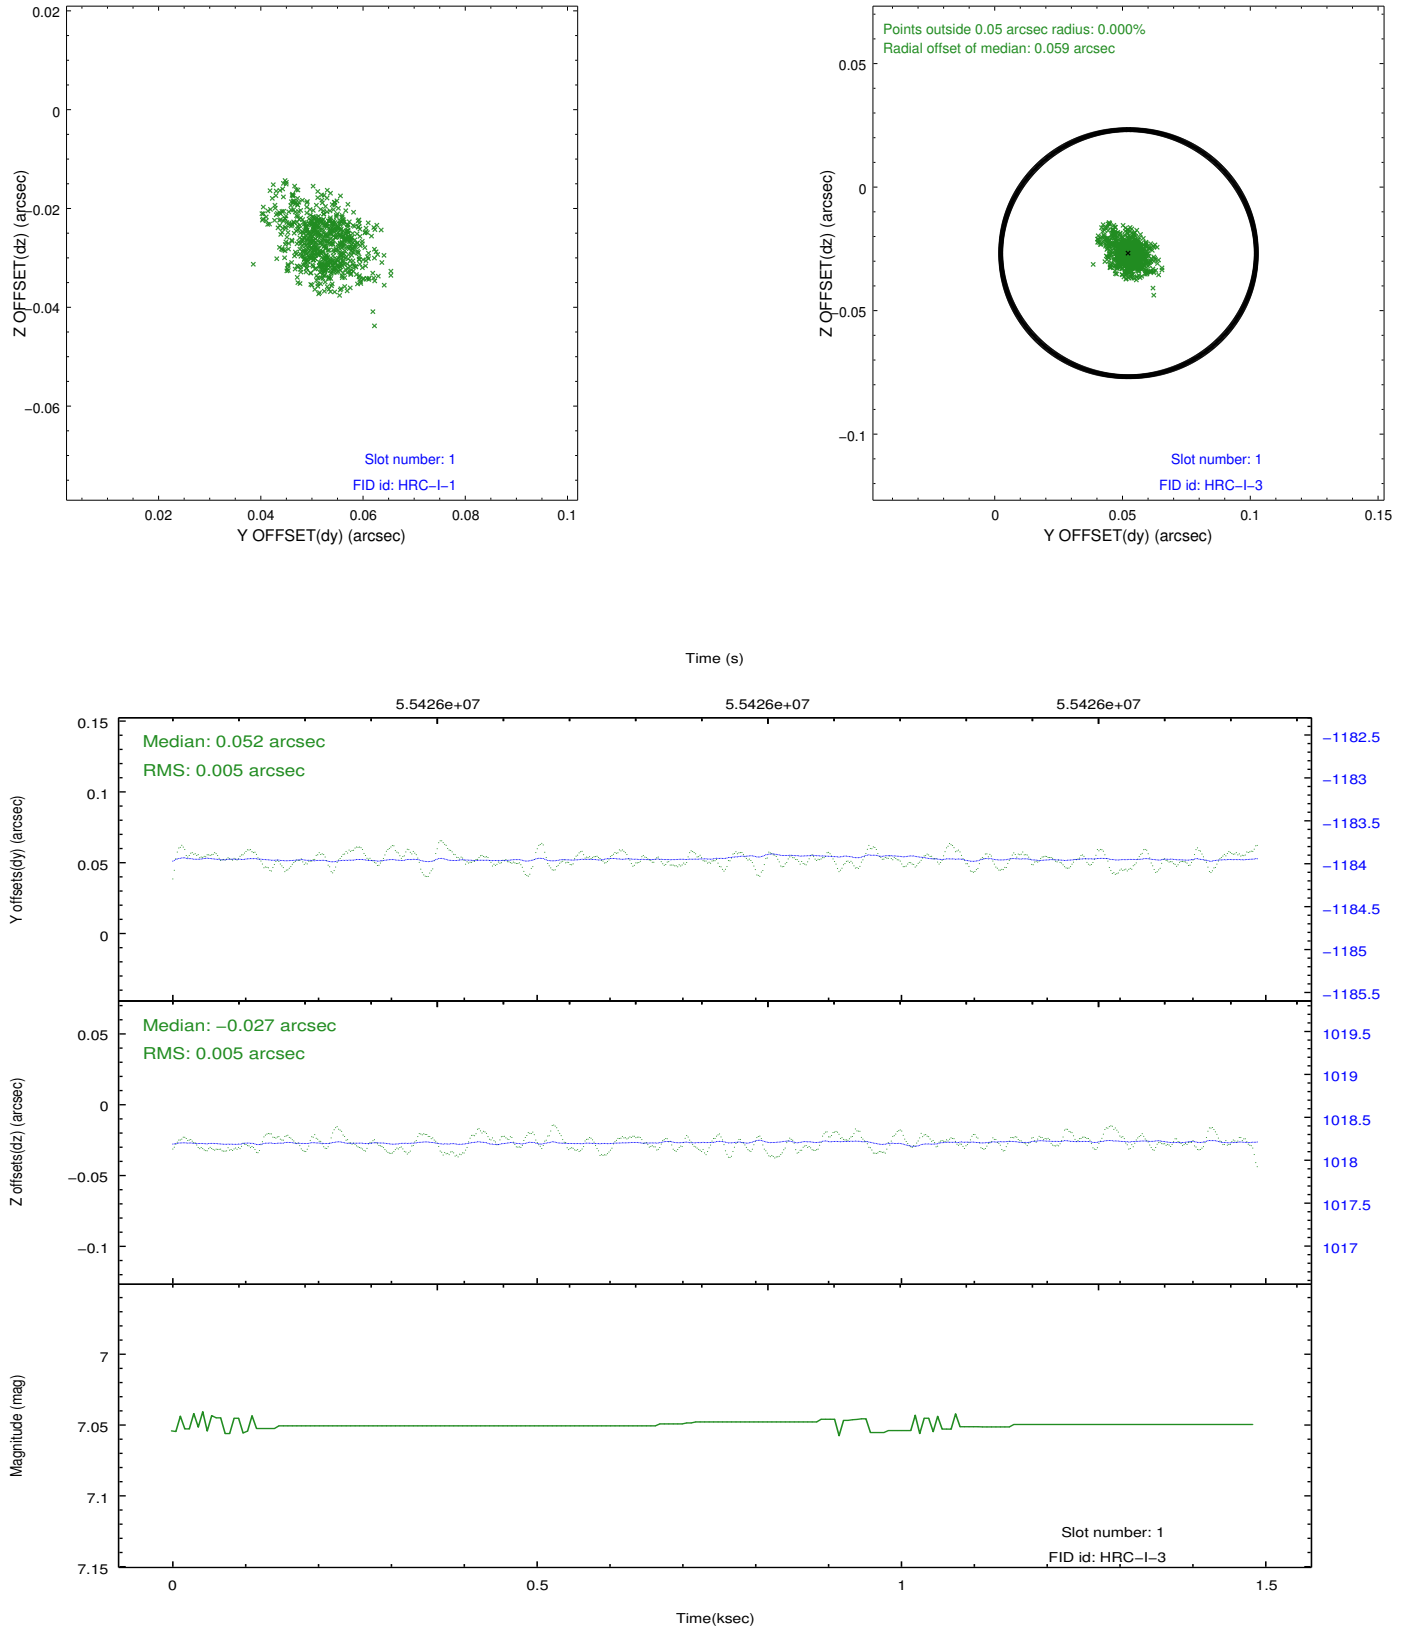 0.02
0
−0.02
−0.04
−0.06
Z OFFSET(dz) (arcsec)
Slot number: 1
FID id: HRC−I−1
0.02
0.04
0.06
0.08
0.1
Y OFFSET(dy) (arcsec)
Points outside 0.05 arcsec radius: 0.000%
Radial offset of median: 0.059 arcsec
0.05
0
−0.05
−0.1
Z OFFSET(dz) (arcsec)
Slot number: 1
FID id: HRC−I−3
0
0.05
0.1
0.15
Y OFFSET(dy) (arcsec)
Time (s)
5.5426e+07
5.5426e+07
5.5426e+07
0.15
0.1
0.05
0
Y offsets(dy) (arcsec)
Median: 0.052 arcsec
RMS: 0.005 arcsec
−1182.5
−1183
−1183.5
−1184
−1184.5
−1185
−1185.5
0.05
0
−0.05
−0.1
Z offsets(dz) (arcsec)
Median: −0.027 arcsec
RMS: 0.005 arcsec
1019.5
1019
1018.5
1018
1017.5
1017
7
7.05
7.1
7.15
Magnitude (mag)
Slot number: 1
FID id: HRC−I−3
0
0.5
1
1.5
Time(ksec)